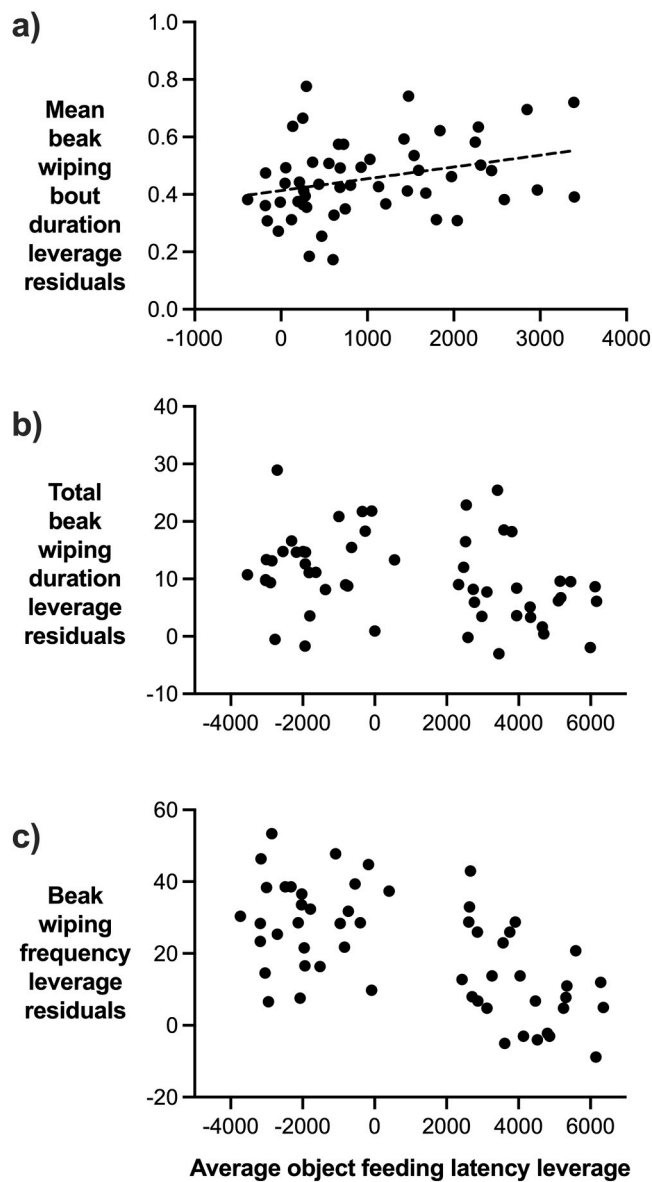 a)
Mean
beak
wiping
bout
duration
leverage
residuals
1.0
0.8
0.6
0.4
0.2
0.0
-1000 0 1000 2000 3000 4000
b)
Total
beak
wiping
duration
leverage
residuals
40
30
20
10
0
-10
-4000 -2000 0 2000 4000 6000
c)
Beak
wiping
frequency
leverage
residuals
60
40
20
0
-20
-4000 -2000 0 2000 4000 6000
Average object feeding latency leverage